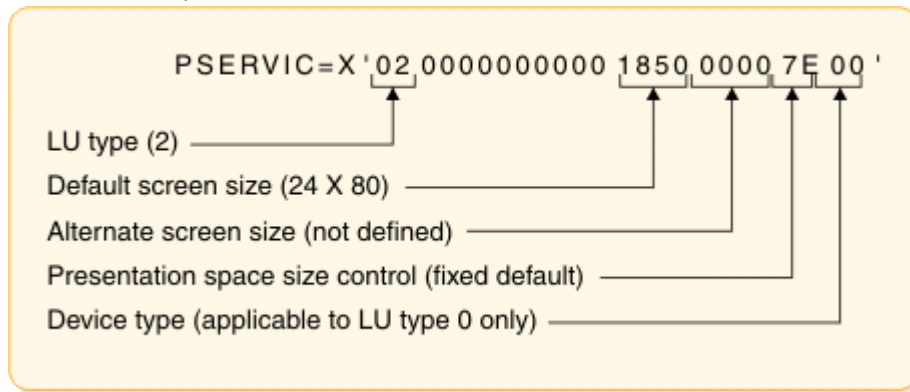 PSERVIC=X'02 0000000000 1850 0000 7E 00'
LU type (2)
Default screen size (24 X 80)
Alternate screen size (not defined)
Presentation space size control (fixed default)
Device type (applicable to LU type 0 only)